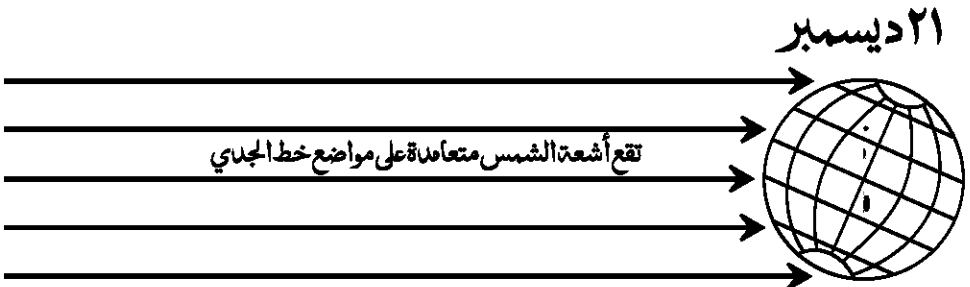 ٢١ ديسمبر
تقع أشعة الشمس متعامدة على مواضع خط الجدي